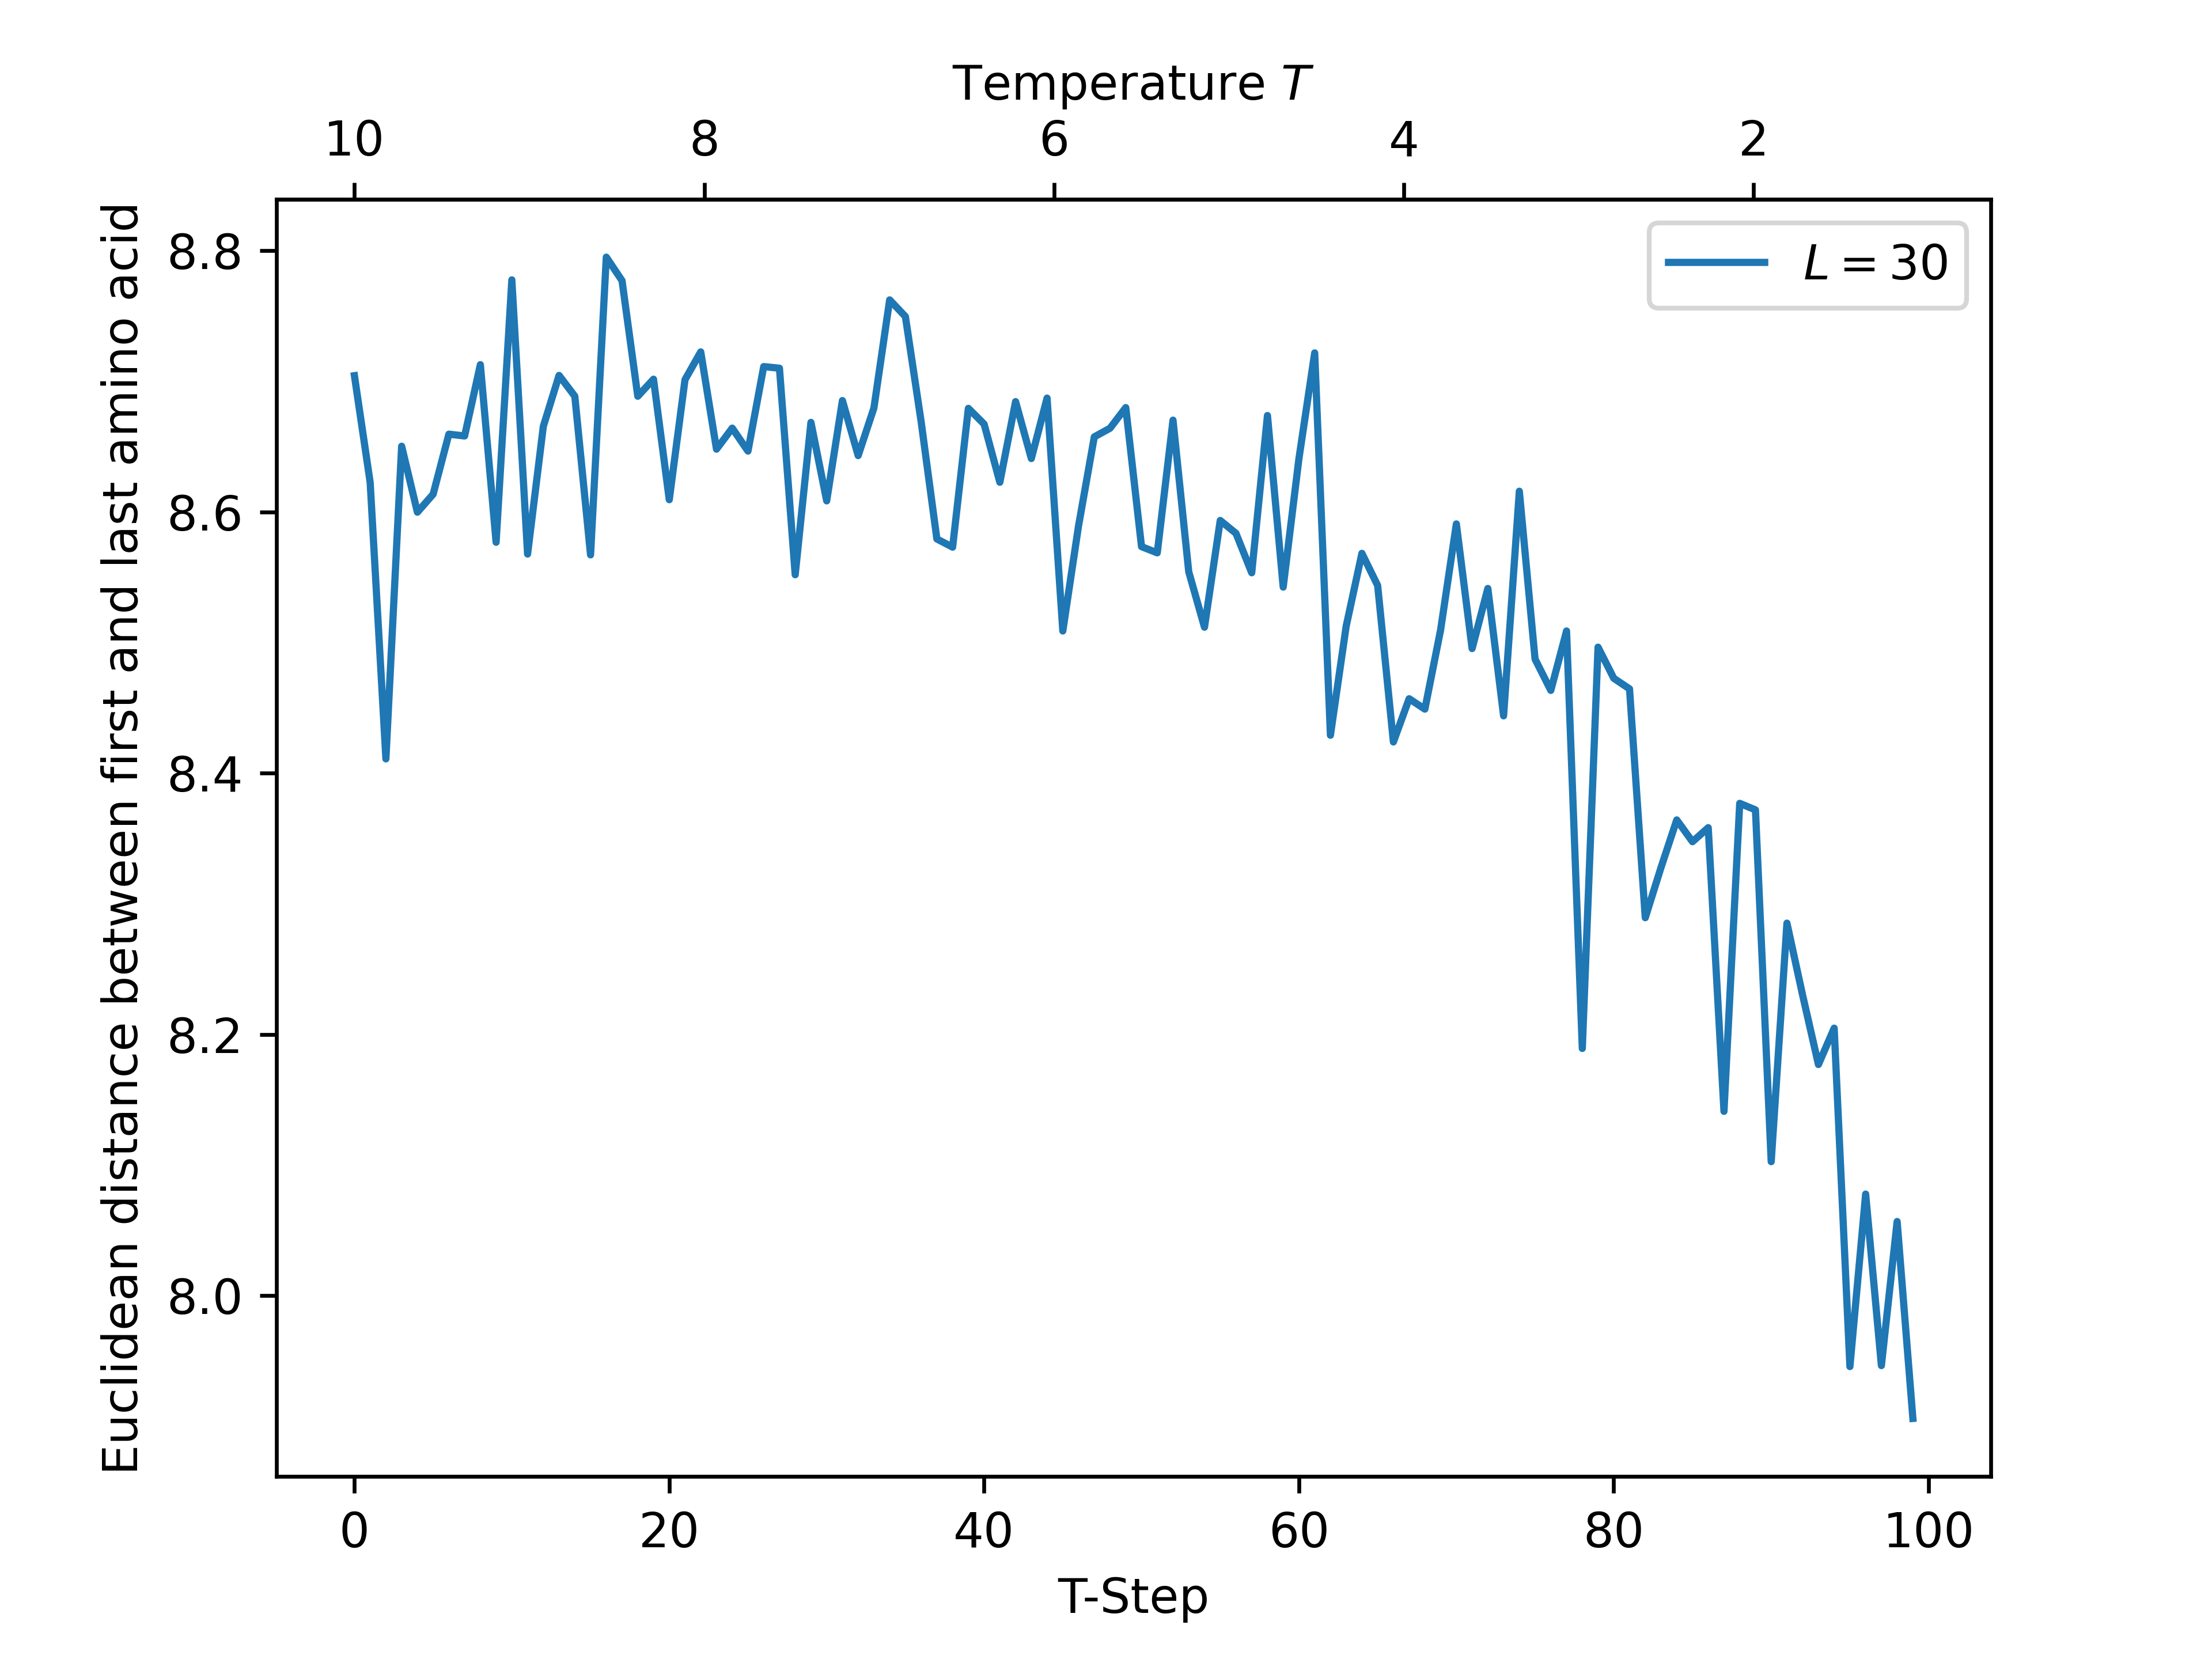 Temperature T
10 8 6 4 2
L = 30
Euclidean distance between first and last amino acid
8.8
8.6
8.4
8.2
8.0
0 20 40 60 80 100
T-Step